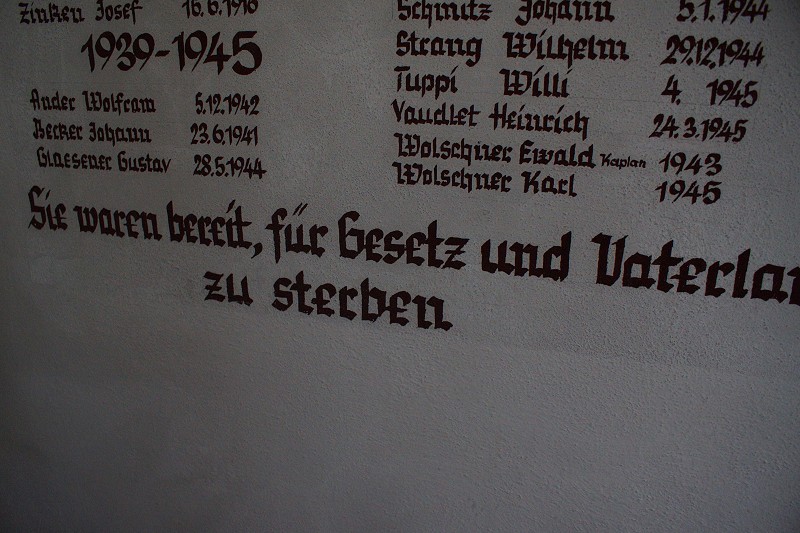 Zinken Josef 16.6.1916
1939-1945
Ander Wolfram 5.12.1942
Becker Johann 23.6.1941
Glaesener Gustav 28.5.1944
Schmitz Johann 5.1.1944
Strang Wilhelm 29.12.1944
Tuppi Willi 4. 1945
Vaudlet Heinrich 24.3.1945
Wolschner Ewald Kaplan 1943
Wolschner Karl 1945
Sie waren bereit, für Gesetz und Vaterlan
zu sterben